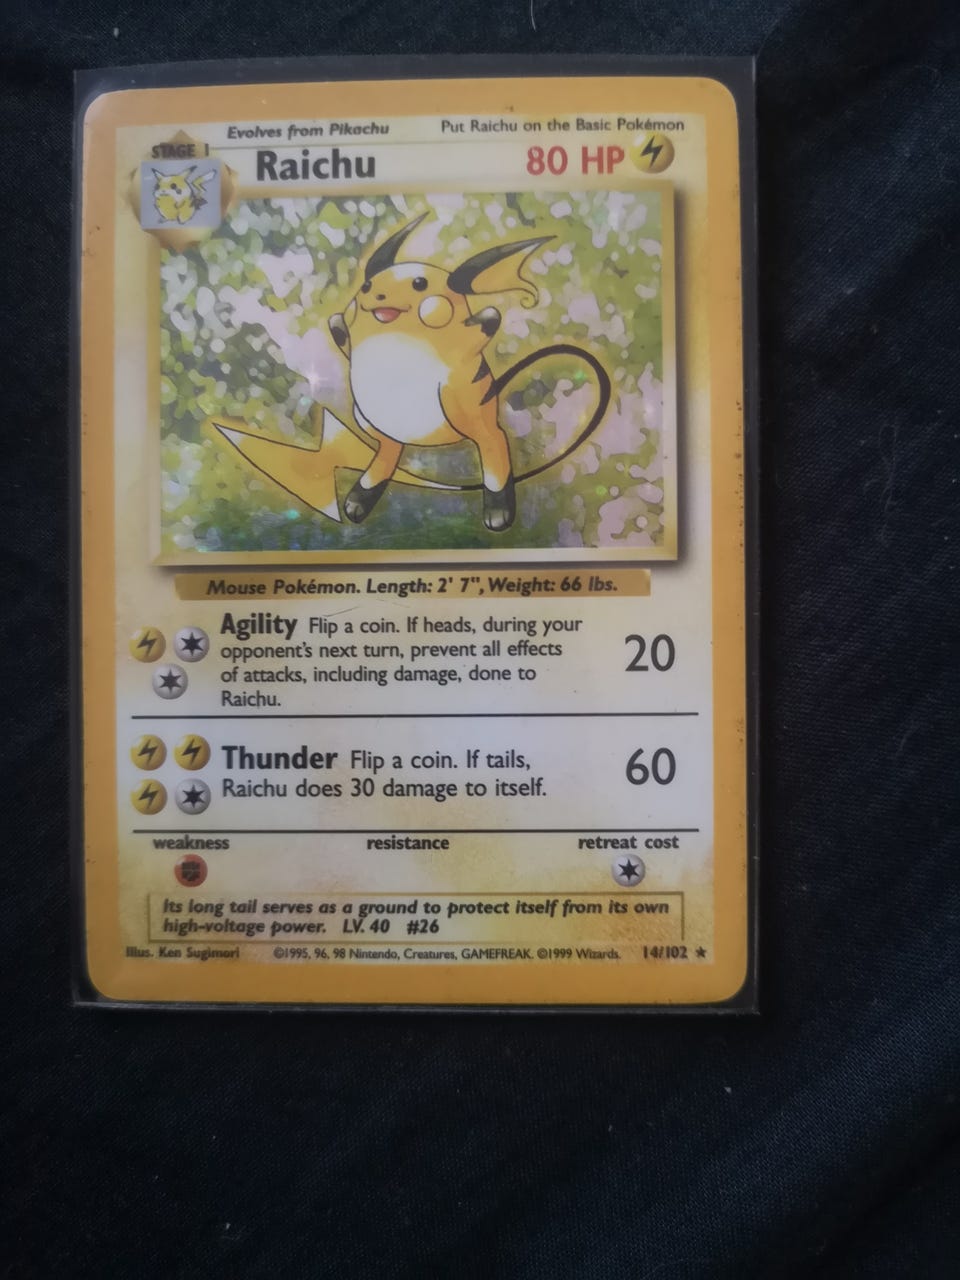 Evolves from Pikachu Put Raichu on the Basic Pokémon
STAGE 1
Raichu 80 HP
Mouse Pokémon. Length: 2' 7", Weight: 66 lbs.
Agility Flip a coin. If heads, during your
opponent's next turn, prevent all effects
of attacks, including damage, done to
Raichu.
20
Thunder Flip a coin. If tails,
Raichu does 30 damage to itself.
60
weakness resistance retreat cost
Its long tail serves as a ground to protect itself from its own
high-voltage power. LV. 40 #26
Illus. Ken Sugimori ©1995, 96, 98 Nintendo, Creatures, GAMEFREAK. ©1999 Wizards. 14/102 ★